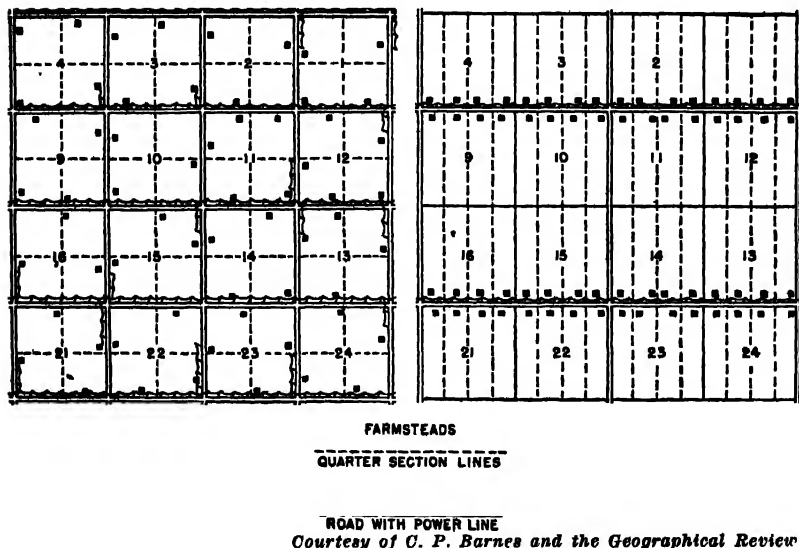 4 3 2 1 4 3 2 1
9 10 11 12 9 10 11 12
16 15 14 13 16 15 14 13
21 22 23 24 21 22 23 24
FARMSTEADS
QUARTER SECTION LINES
ROAD WITH POWER LINE
Courtesy of C. P. Barnes and the Geographical Review